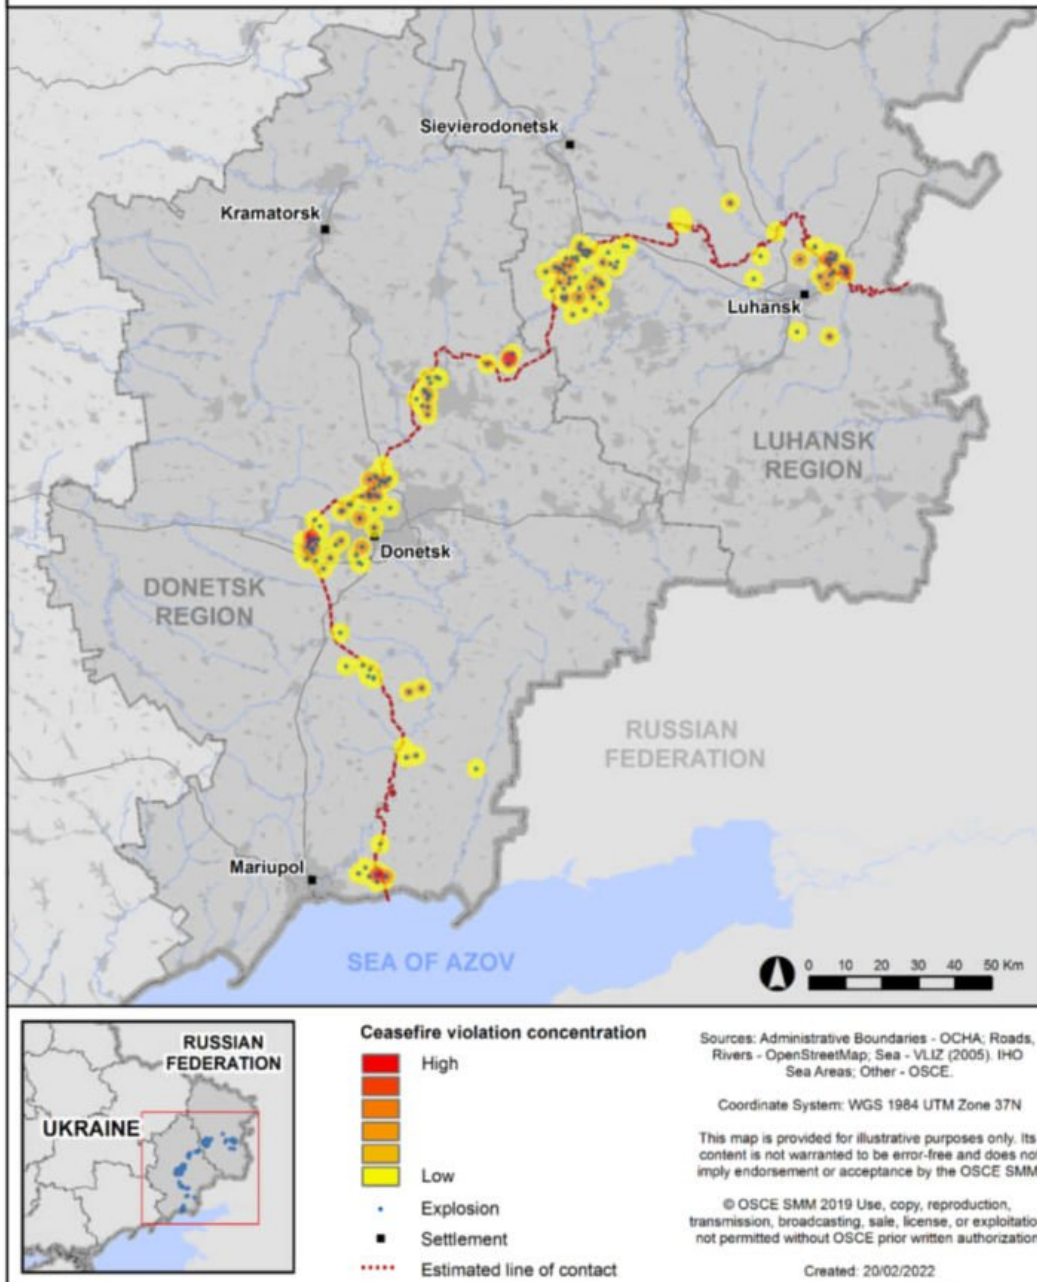 Sievierodonetsk
Kramatorsk
Luhansk
LUHANSK
REGION
Donetsk
DONETSK
REGION
RUSSIAN
FEDERATION
Mariupol
SEA OF AZOV
0 10 20 30 40 50 Km
RUSSIAN
FEDERATION
UKRAINE
Ceasefire violation concentration
High
Low
Explosion
Settlement
Estimated line of contact
Sources: Administrative Boundaries - OCHA; Roads,
Rivers - OpenStreetMap; Sea - VLIZ (2005). IHO
Sea Areas; Other - OSCE.
Coordinate System: WGS 1984 UTM Zone 37N
This map is provided for illustrative purposes only. Its
content is not warranted to be error-free and does not
imply endorsement or acceptance by the OSCE SMM
© OSCE SMM 2019 Use, copy, reproduction,
transmission, broadcasting, sale, license, or exploitatio
not permitted without OSCE prior written authorization
Created: 20/02/2022